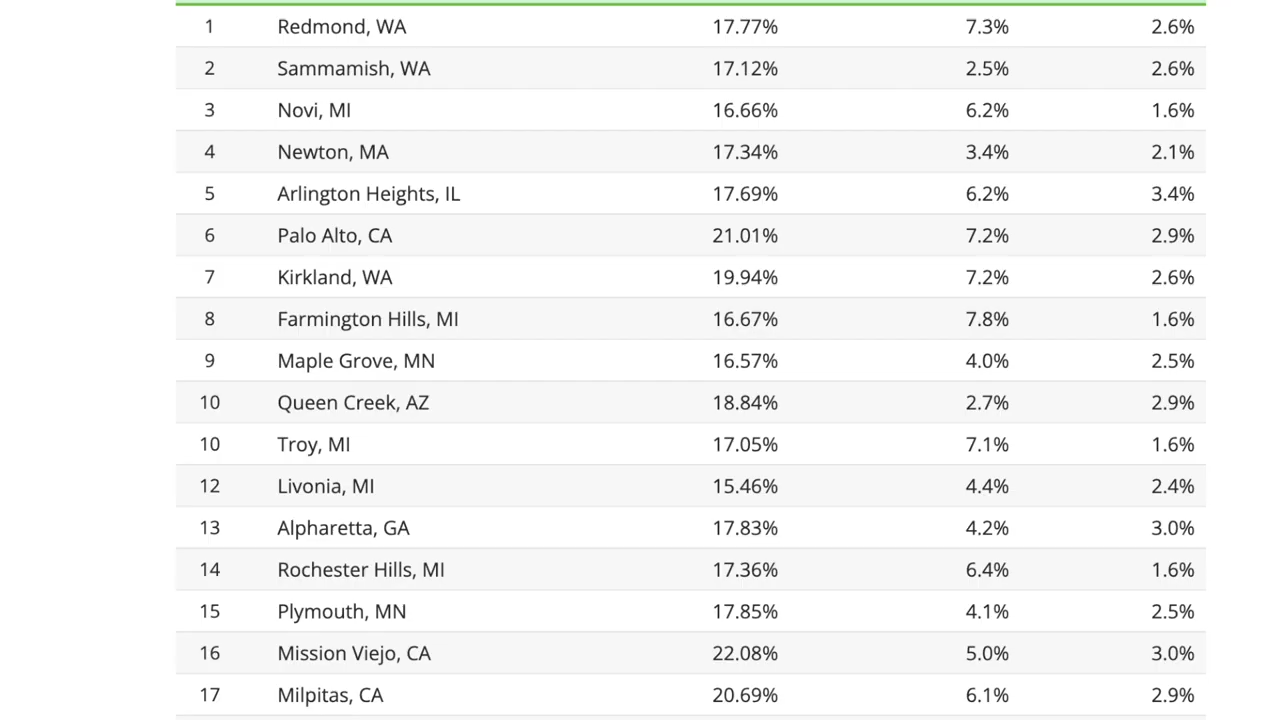 1 Redmond, WA 17.77% 7.3% 2.6%
2 Sammamish, WA 17.12% 2.5% 2.6%
3 Novi, MI 16.66% 6.2% 1.6%
4 Newton, MA 17.34% 3.4% 2.1%
5 Arlington Heights, IL 17.69% 6.2% 3.4%
6 Palo Alto, CA 21.01% 7.2% 2.9%
7 Kirkland, WA 19.94% 7.2% 2.6%
8 Farmington Hills, MI 16.67% 7.8% 1.6%
9 Maple Grove, MN 16.57% 4.0% 2.5%
10 Queen Creek, AZ 18.84% 2.7% 2.9%
10 Troy, MI 17.05% 7.1% 1.6%
12 Livonia, MI 15.46% 4.4% 2.4%
13 Alpharetta, GA 17.83% 4.2% 3.0%
14 Rochester Hills, MI 17.36% 6.4% 1.6%
15 Plymouth, MN 17.85% 4.1% 2.5%
16 Mission Viejo, CA 22.08% 5.0% 3.0%
17 Milpitas, CA 20.69% 6.1% 2.9%